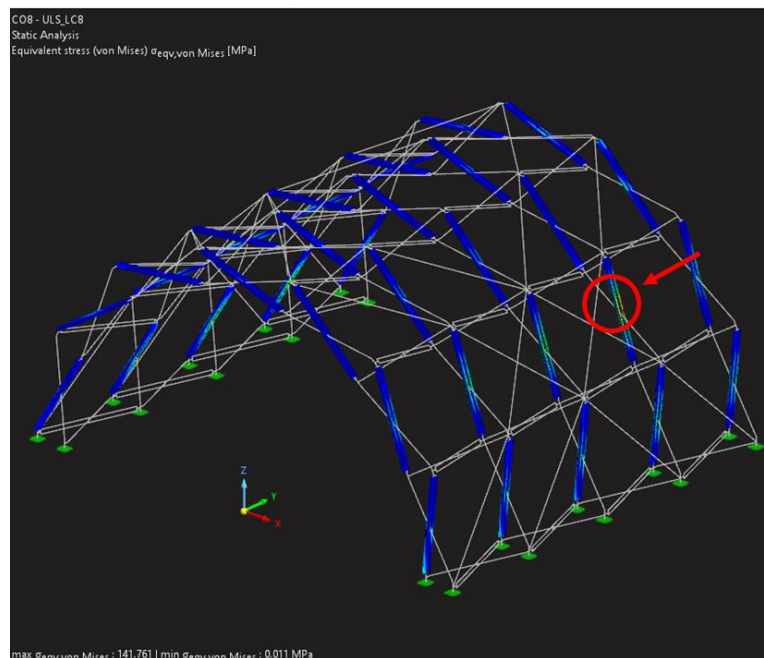 CO8 - ULS_LC8
Static Analysis
Equivalent stress (von Mises) σeqv,von Mises [MPa]
Z
Y
X
max σeqv,von Mises : 141.761 | min σeqv,von Mises : 0.011 MPa